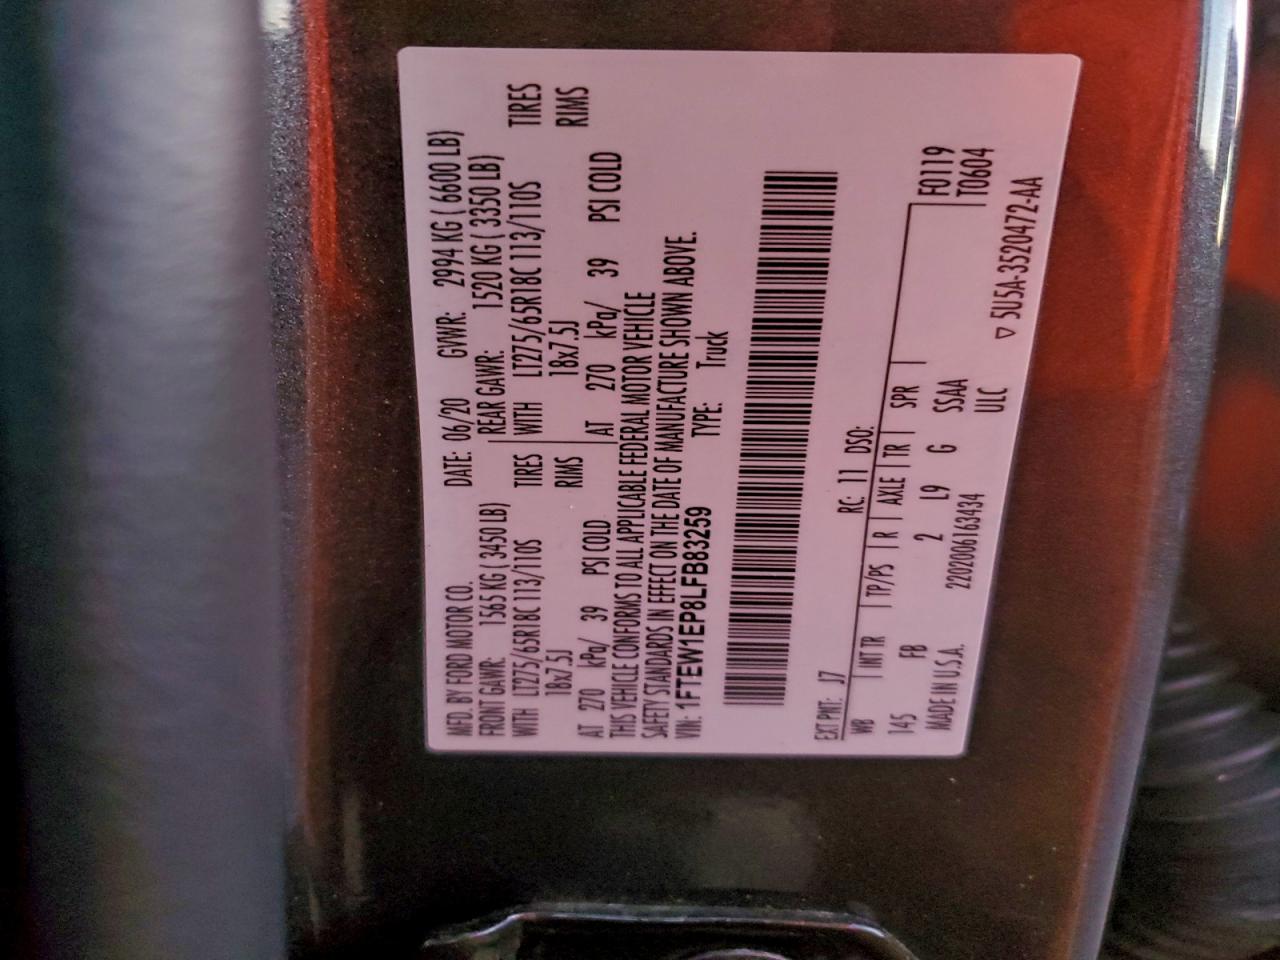 MFD. BY FORD MOTOR CO. DATE: 06/20 GVWR: 2994 KG ( 6600 LB)
FRONT GAWR: 1565 KG ( 3450 LB) REAR GAWR: 1520 KG ( 3350 LB)
WITH LT275/65R18C 113/110S TIRES WITH LT275/65R18C 113/110S TIRES
18x7.5J RIMS 18x7.5J RIMS
AT 270 kPa/ 39 PSI COLD AT 270 kPa/ 39 PSI COLD
THIS VEHICLE CONFORMS TO ALL APPLICABLE FEDERAL MOTOR VEHICLE
SAFETY STANDARDS IN EFFECT ON THE DATE OF MANUFACTURE SHOWN ABOVE.
VIN: 1FTEW1EP8LFB83259 TYPE: Truck
EXT PNT: J7 RC: 11 DSO:
WB INT TR TP/PS R AXLE TR SPR F0119
145 FB 2 L9 G SSAA T0604
MADE IN U.S.A. 2202006163434 ULC
▽ 5U5A-3520472-AA